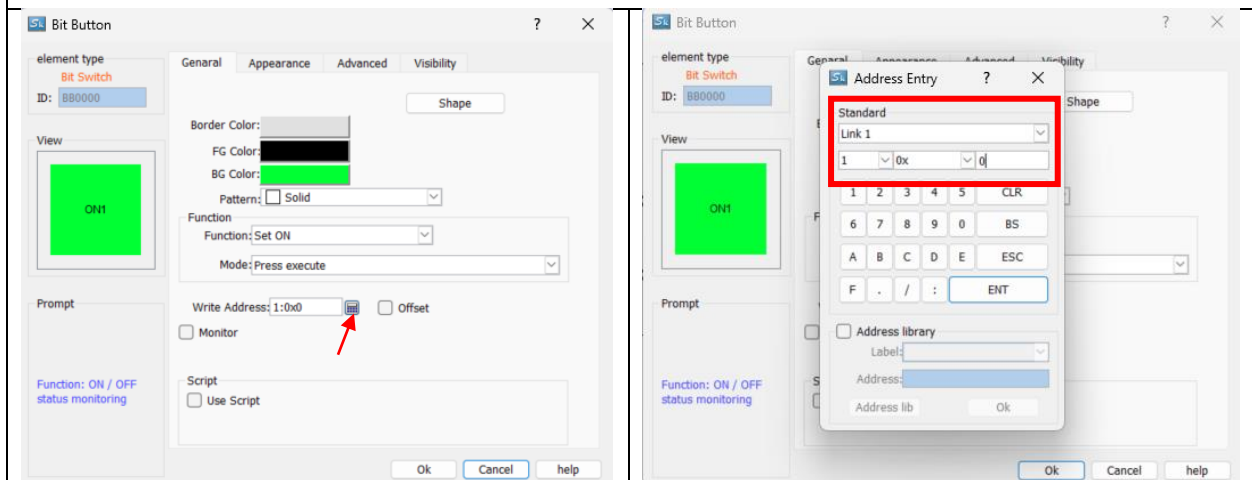 Bit Button ? ×
element type
Bit Switch
ID: BB0000
View
ON1
Prompt
Function: ON / OFF
status monitoring
Genaral Appearance Advanced Visibility
Shape
Border Color:
FG Color:
BG Color:
Pattern: Solid
Function
Function: Set ON
Mode: Press execute
Write Address: 1:0x0 Offset
Monitor
Script
Use Script
Ok Cancel help
Bit Button ? ×
element type
Bit Switch
ID: BB0000
View
ON1
Prompt
Function: ON / OFF
status monitoring
Shape
Address Entry ? ×
Standard
Link 1
1 0x 0
1 2 3 4 5 CLR
6 7 8 9 0 BS
A B C D E ESC
F . / : ENT
Address library
Label:
Address:
Address lib Ok
Ok Cancel help